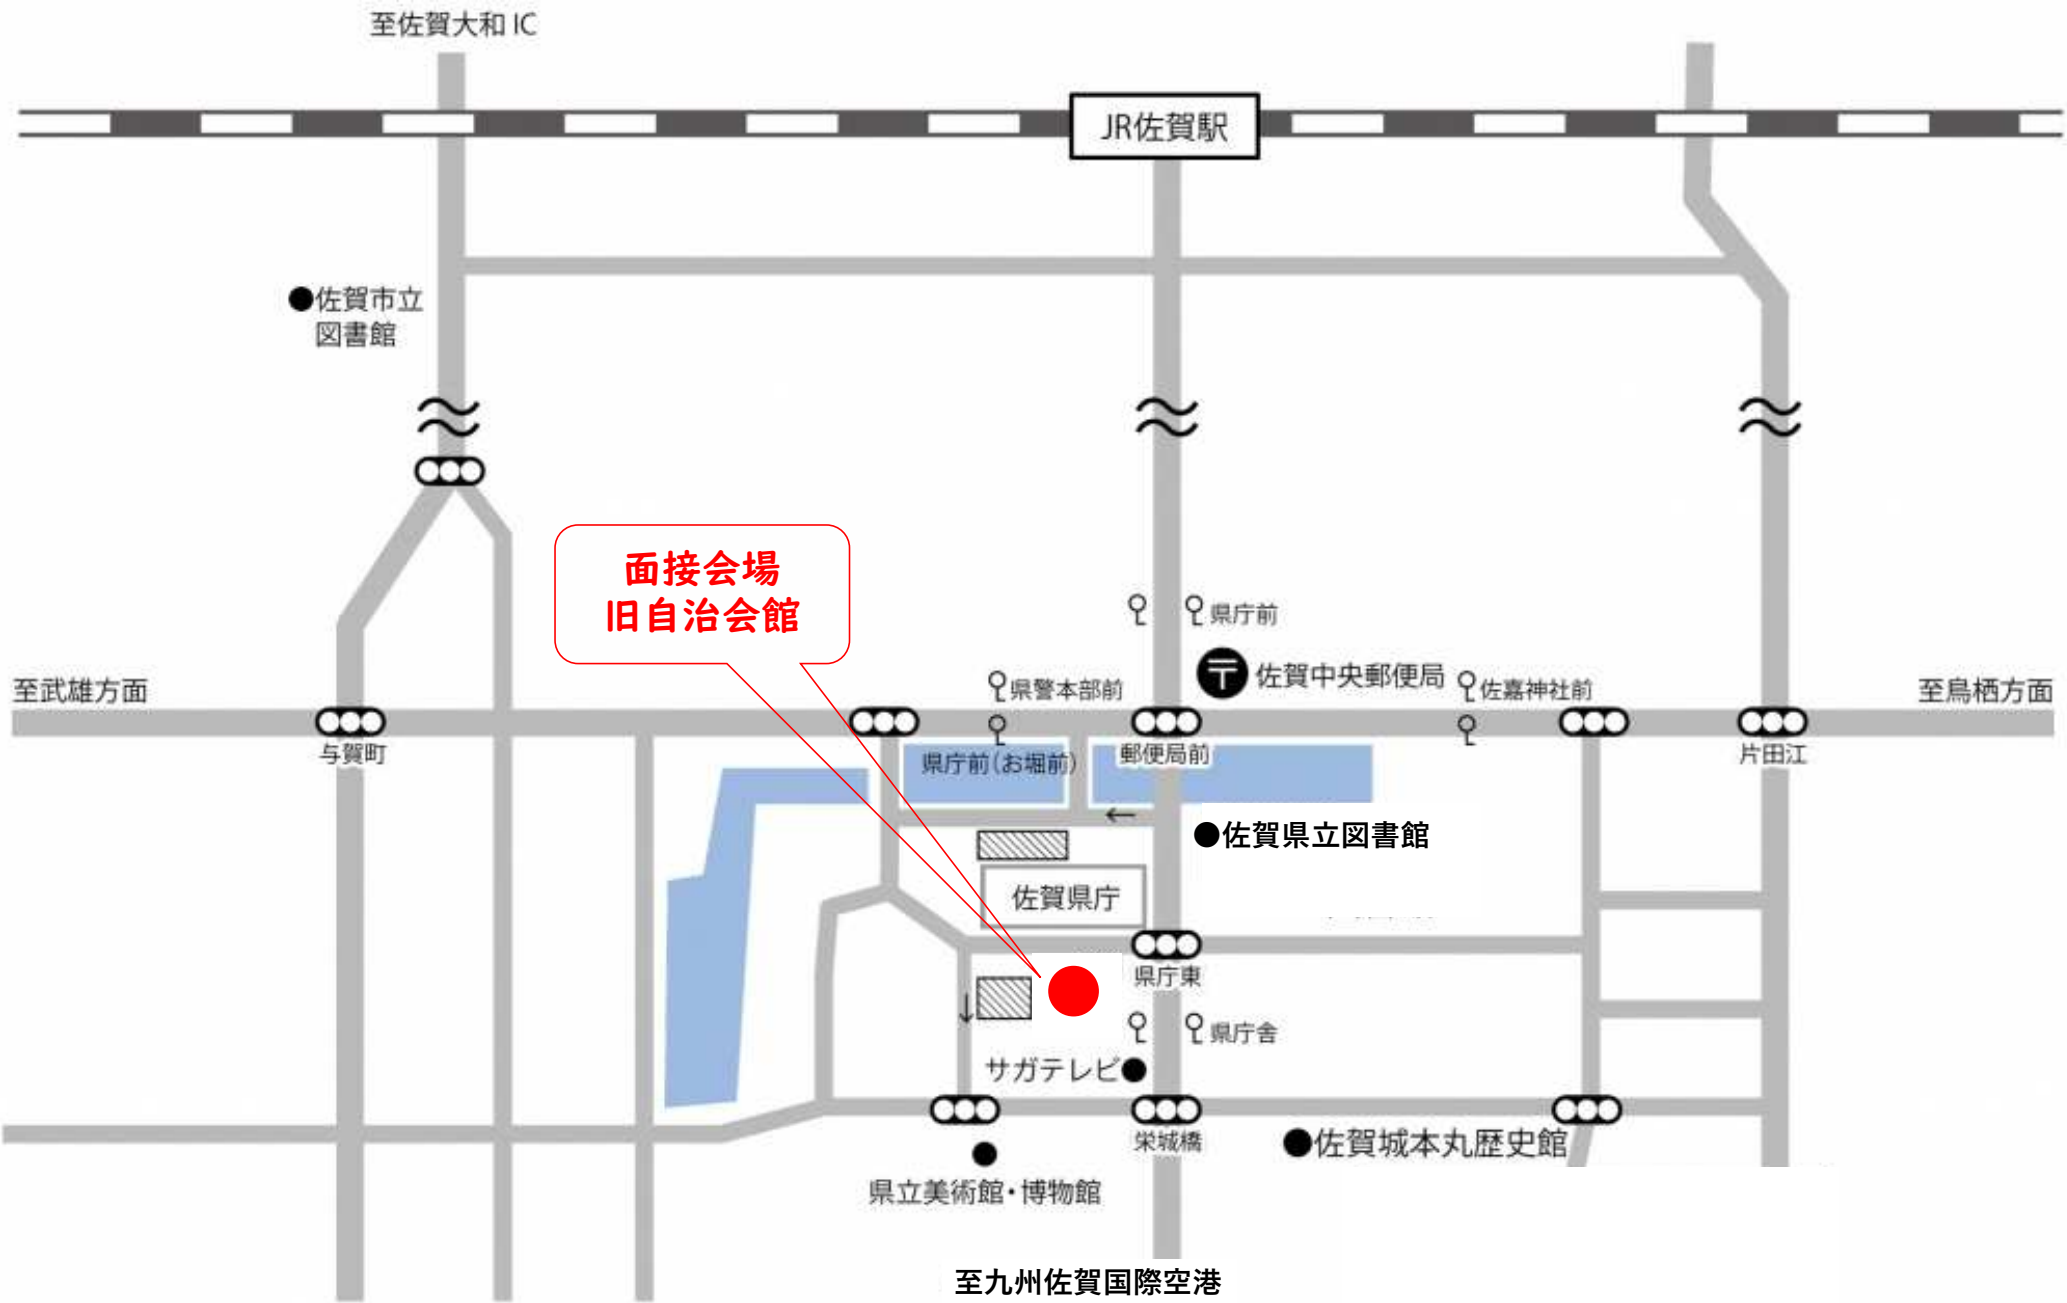 至佐賀大和 IC
JR佐賀駅
●佐賀市立
図書館
面接会場
旧自治会館
県庁前
佐賀中央郵便局
至武雄方面
県警本部前
佐嘉神社前
至鳥栖方面
与賀町
県庁前(お堀前)
郵便局前
片田江
←
●佐賀県立図書館
佐賀県庁
県庁東
↓
県庁舎
サガテレビ●
栄城橋
●佐賀城本丸歴史館
県立美術館・博物館
至九州佐賀国際空港